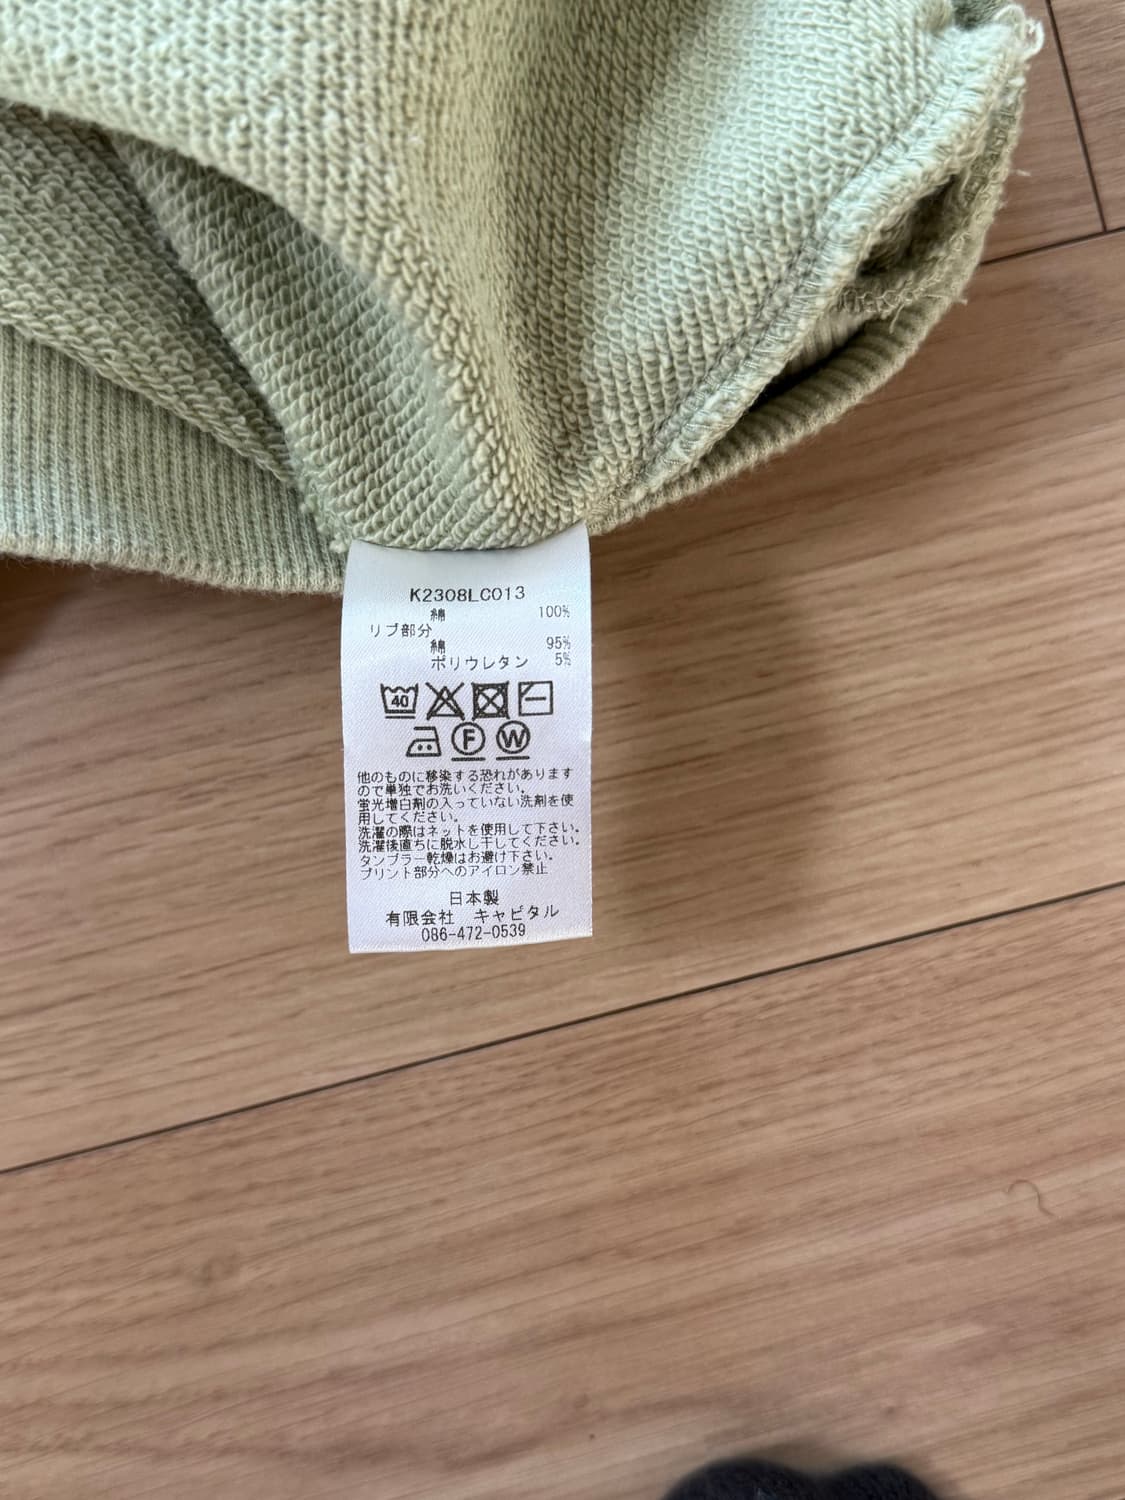 K2308LC013
綿 100%
リブ部分
綿 95%
ポリウレタン 5%
40
F W
他のものに移染する恐れがあります
ので単独でお洗いください。
蛍光増白剤の入っていない洗剤を使
用してください。
洗濯の際はネットを使用して下さい。
洗濯後直ちに脱水し干してください。
タンブラー乾燥はお避け下さい。
プリント部分へのアイロン禁止
日本製
有限会社 キャピタル
086-472-0539